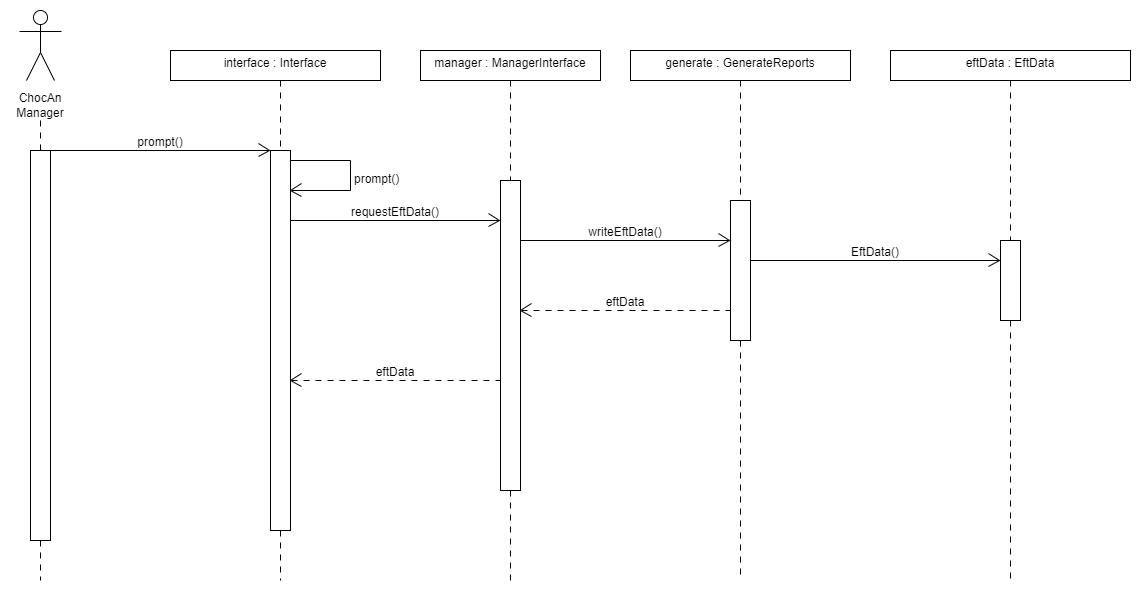 interface : Interface
manager : ManagerInterface
generate : GenerateReports
eftData : EftData
ChocAn
Manager
prompt()
prompt()
requestEftData()
writeEftData()
EftData()
eftData
eftData